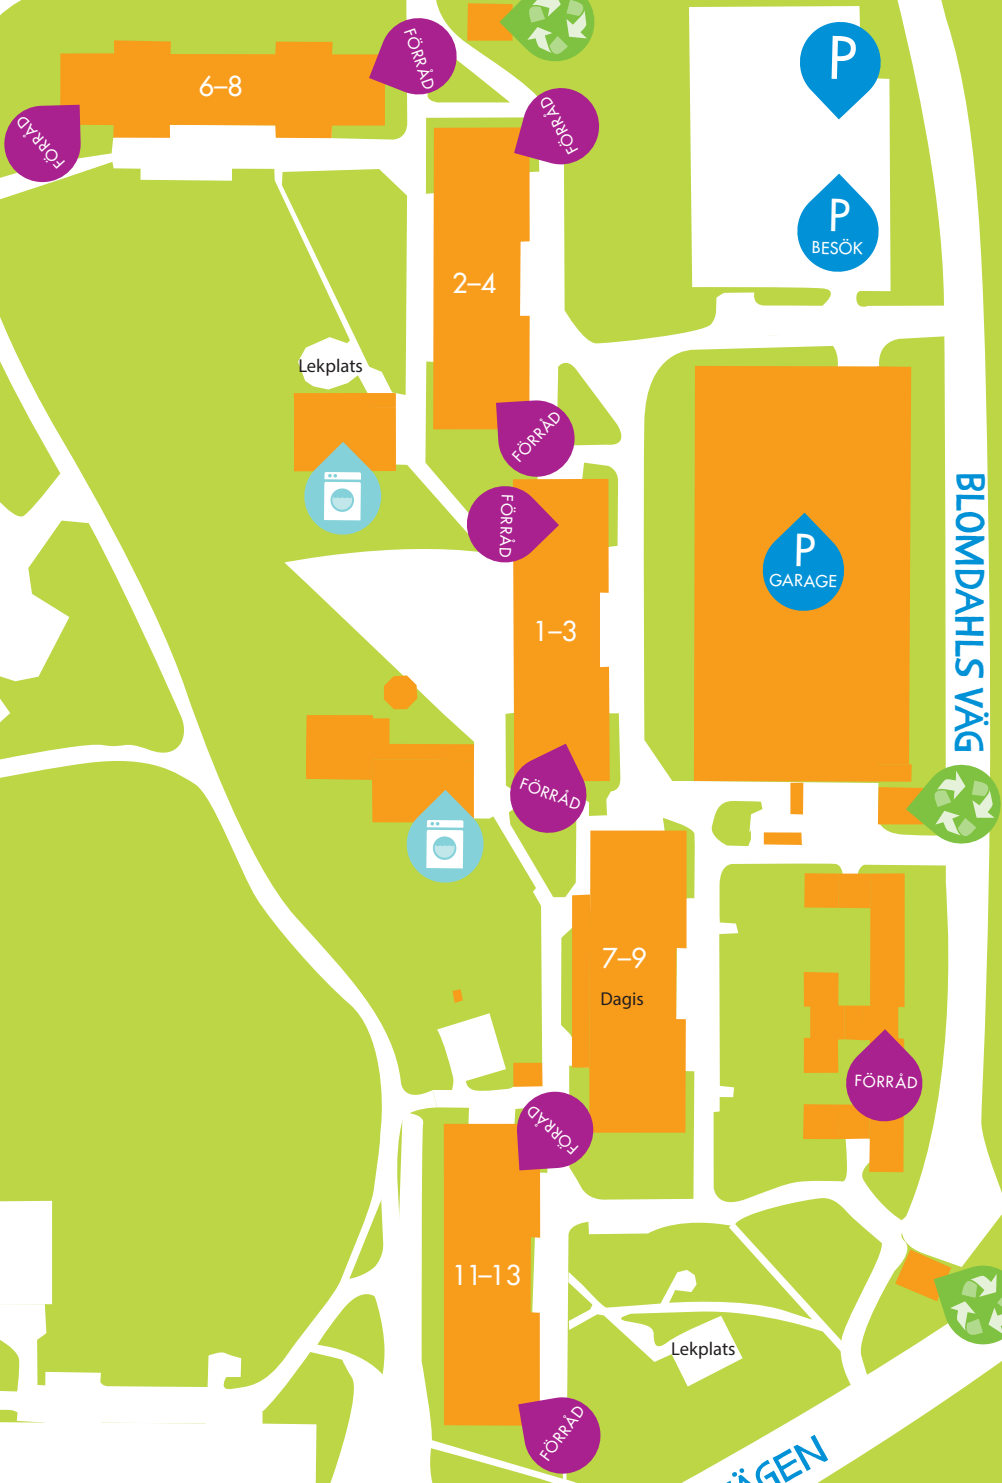 FÖRRÅD
6–8
P
FÖRRÅD
FÖRRÅD
P
BESÖK
2–4
Lekplats
FÖRRÅD
BLOMDAHLS VÄG
FÖRRÅD
P
GARAGE
1–3
FÖRRÅD
7–9
Dagis
FÖRRÅD
FÖRRÅD
11–13
Lekplats
FÖRRÅD